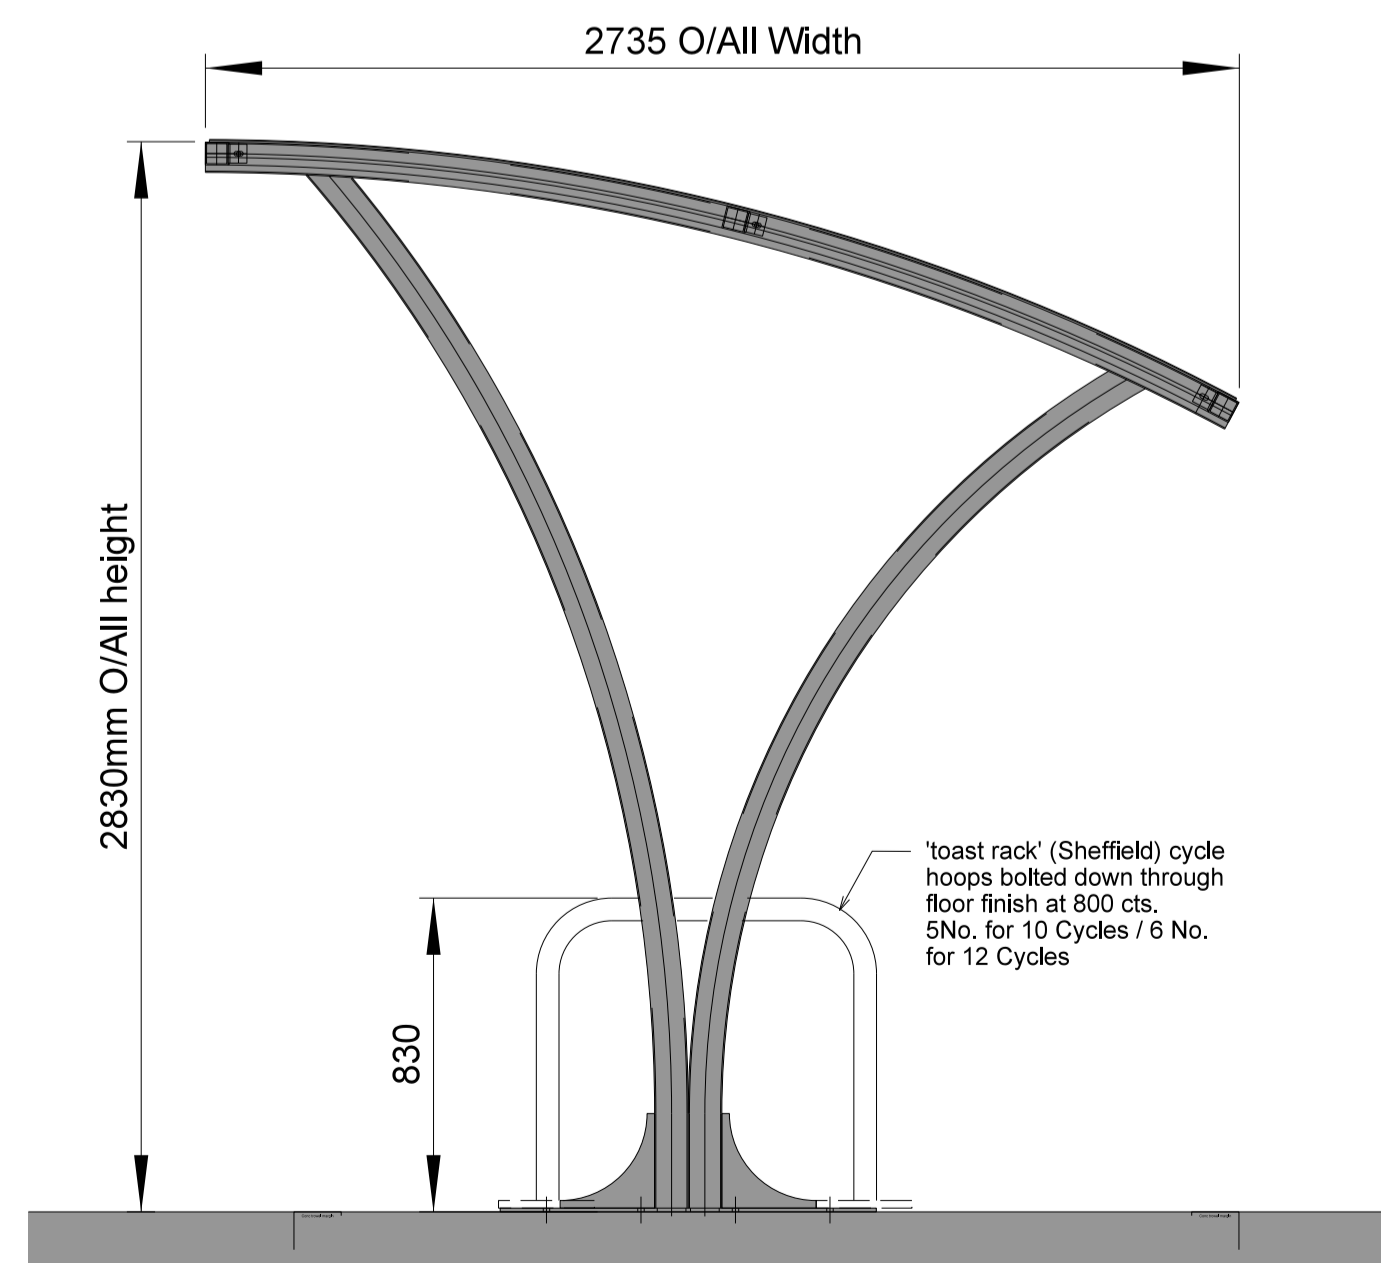 2735 O/All Width
2830mm O/All height
'toast rack' (Sheffield) cycle
hoops bolted down through
floor finish at 800 cts.
5No. for 10 Cycles / 6 No.
for 12 Cycles
830